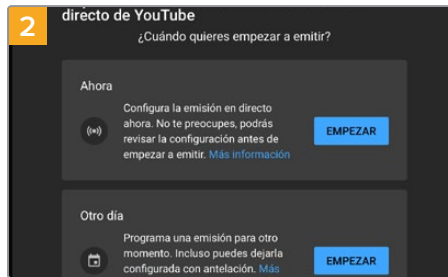 2
directo de YouTube
¿Cuándo quieres empezar a emitir?
Ahora
Configura la emisión en directo
ahora. No te preocupes, podrás
revisar la configuración antes de
empezar a emitir. Más información
EMPEZAR
Otro día
Programa una emisión para otro
momento. Incluso puedes dejarla
configurada con antelación. Más
EMPEZAR